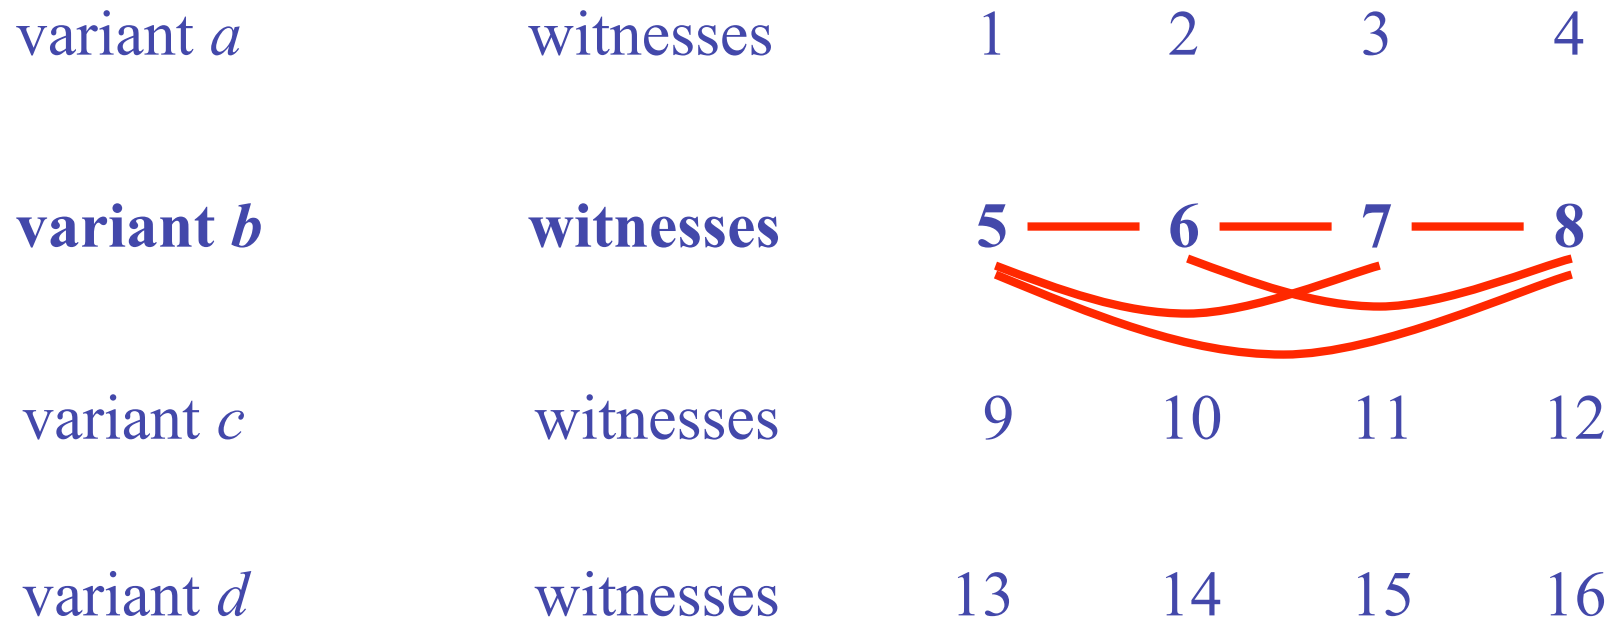 variant a witnesses 1 2 3 4
variant b witnesses 5 6 7 8
variant c witnesses 9 10 11 12
variant d witnesses 13 14 15 16